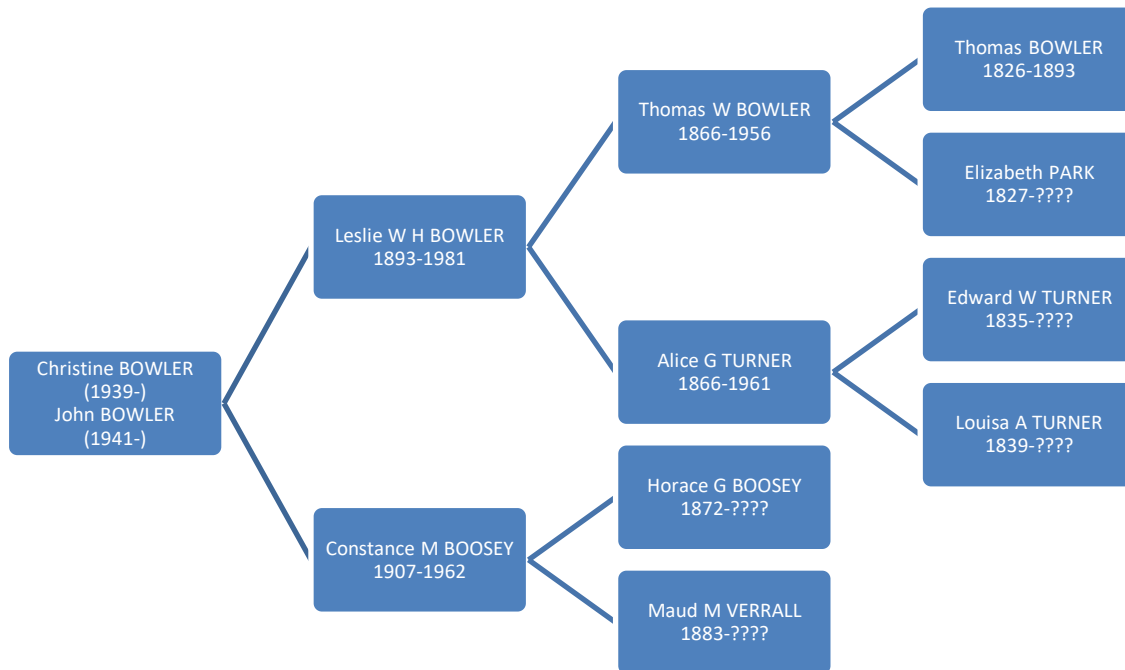 Thomas BOWLER
1826-1893
Thomas W BOWLER
1866-1956
Elizabeth PARK
1827-????
Leslie W H BOWLER
1893-1981
Edward W TURNER
1835-????
Alice G TURNER
1866-1961
Louisa A TURNER
1839-????
Christine BOWLER
(1939-)
John BOWLER
(1941-)
Horace G BOOSEY
1872-????
Constance M BOOSEY
1907-1962
Maud M VERRALL
1883-????